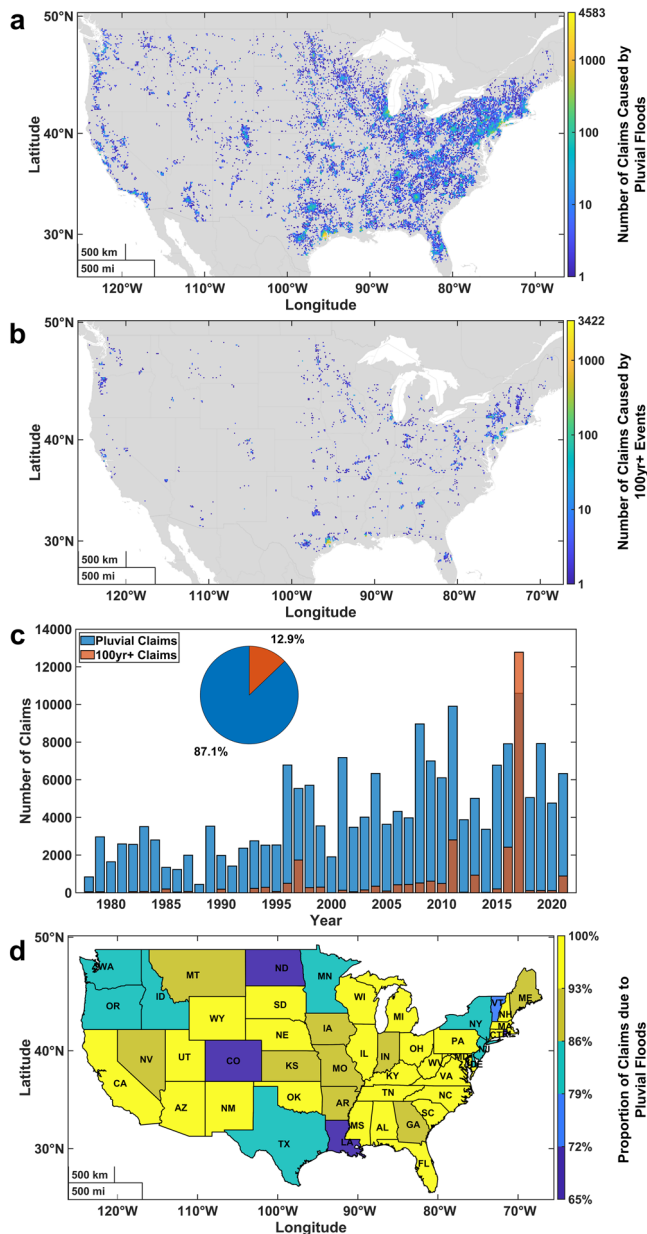 a
50°N
40°N
30°N
Latitude
500 km
500 mi
120°W 110°W 100°W 90°W 80°W 70°W
Longitude
4583
1000
100
10
1
Number of Claims Caused by
Pluvial Floods
b
50°N
40°N
30°N
Latitude
500 km
500 mi
120°W 110°W 100°W 90°W 80°W 70°W
Longitude
3422
1000
100
10
1
Number of Claims Caused by
100yr+ Events
c
14000
12000
10000
8000
6000
4000
2000
0
Number of Claims
Pluvial Claims
100yr+ Claims
12.9%
87.1%
1980 1985 1990 1995 2000 2005 2010 2015 2020
Year
d
50°N
40°N
30°N
Latitude
WA MT ND MN ME
OR ID SD WI MI NY VT NH
WY IA MA
NE PA CT
NV UT IL IN OH NJ
CA CO KS MO WV MD DE
KY VA
AZ NM OK AR TN NC
SC
TX MS AL GA
LA
FL
500 km
500 mi
120°W 110°W 100°W 90°W 80°W 70°W
Longitude
100%
93%
86%
79%
72%
65%
Proportion of Claims due to
Pluvial Floods